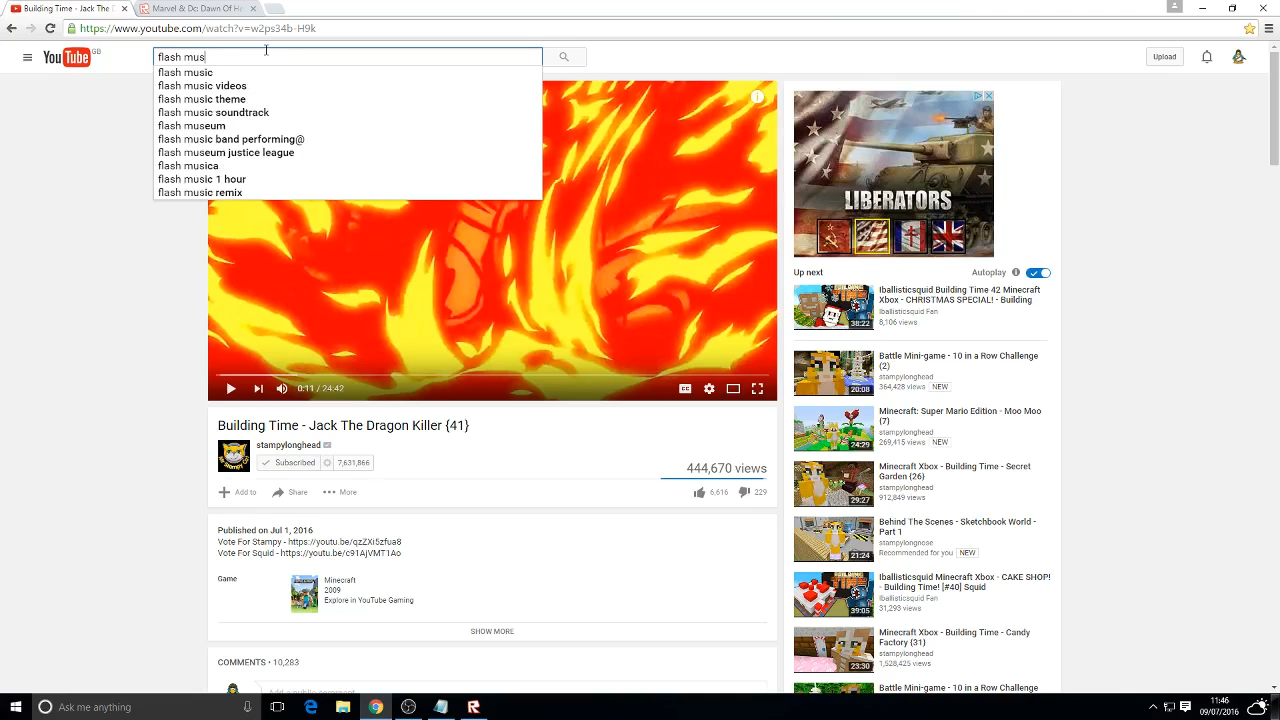 Building Time - Jack The D
Marvel & Dc: Dawn Of He
https://www.youtube.com/watch?v=w2ps34b-H9k
YouTube GB
flash mus
Upload
flash music
flash music videos
flash music theme
flash music soundtrack
flash museum
flash music band performing@
flash museum justice league
flash musica
flash music 1 hour
flash music remix
LIBERATORS
Up next
Autoplay
Iballisticsquid Building Time 42 Minecraft
Xbox - CHRISTMAS SPECIAL! - Building
Iballisticsquid Fan
8,106 views
38:22
Battle Mini-game - 10 in a Row Challenge
(2)
stampylonghead
364,428 views NEW
20:08
0:11 / 24:42
CC
Minecraft: Super Mario Edition - Moo Moo
(7)
stampylonghead
269,415 views NEW
24:29
Building Time - Jack The Dragon Killer {41}
stampylonghead
Subscribed 7,631,866
444,670 views
Add to
Share
More
6,616
229
Minecraft Xbox - Building Time - Secret
Garden {26}
stampylonghead
912,849 views
29:27
Published on Jul 1, 2016
Vote For Stampy - https://youtu.be/qzZXi5zfua8
Vote For Squid - https://youtu.be/c91AjVMT1Ao
Behind The Scenes - Sketchbook World -
Part 1
stampylongnose
Recommended for you NEW
21:24
Game
Minecraft
2009
Explore in YouTube Gaming
Iballisticsquid Minecraft Xbox - CAKE SHOP!
- Building Time! [#40] Squid
Iballisticsquid Fan
31,293 views
39:05
SHOW MORE
Minecraft Xbox - Building Time - Candy
Factory {31}
stampylonghead
1,528,425 views
23:30
COMMENTS • 10,283
Add a public comment...
Battle Mini-game - 10 in a Row Challenge
Ask me anything
11:46
09/07/2016